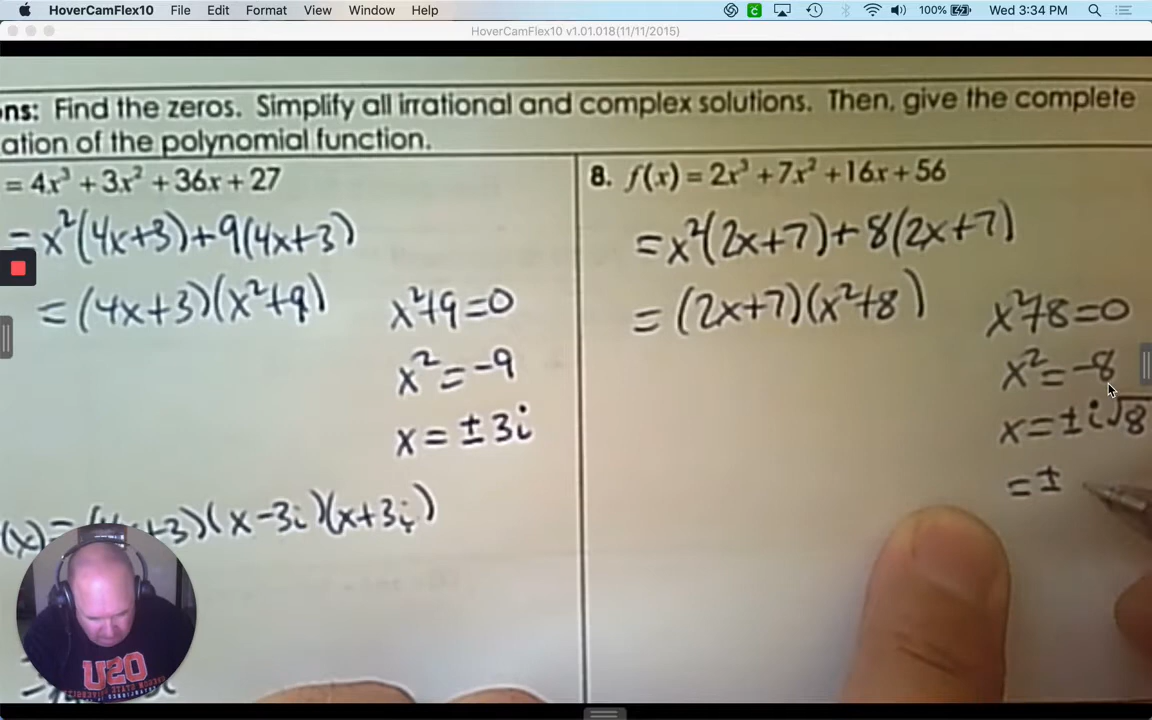 HoverCamFlex10 File Edit Format View Window Help 100% Wed 3:34 PM
HoverCamFlex10 v1.01.018(11/11/2015)
ons: Find the zeros. Simplify all irrational and complex solutions. Then, give the complete
ation of the polynomial function.
= 4x³ + 3x² + 36x + 27
= x²(4x+3)+9(4x+3)
= (4x+3)(x²+9)
x²+9=0
x²=-9
x=±3i
(x)=(4x+3)(x-3i)(x+3i)
8. f(x) = 2x³ + 7x² + 16x + 56
= x²(2x+7)+8(2x+7)
= (2x+7)(x²+8)
x²+8=0
x²=-8
x=±i√8
=±